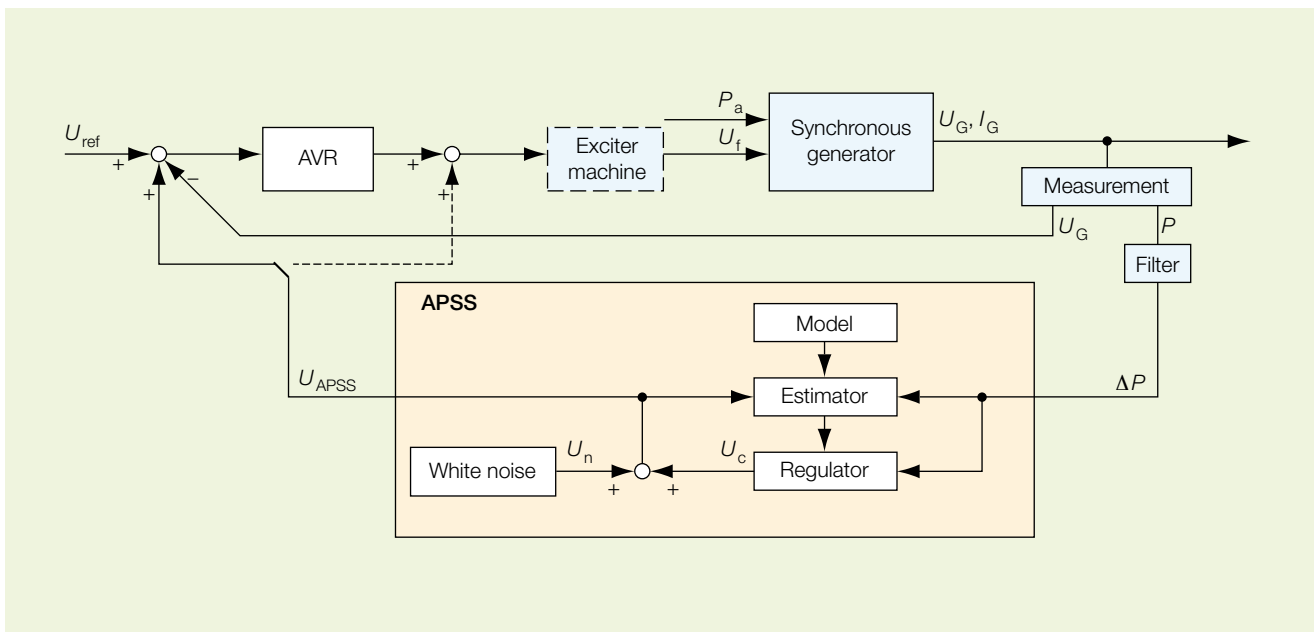 U_ref
+
+
−
AVR
+
+
Exciter
machine
P_a
U_f
Synchronous
generator
U_G, I_G
Measurement
U_G
P
Filter
APSS
Model
U_APSS
Estimator
ΔP
White noise
U_n
+
+
U_c
Regulator